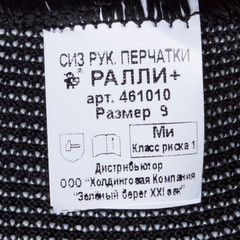 СИЗ РУК. ПЕРЧАТКИ
РАЛЛИ+
арт. 461010
Размер 9
Ми
Класс риска 1
Дистрибьютор
ООО "Холдинговая Компания
"Зеленый берег XXI век"